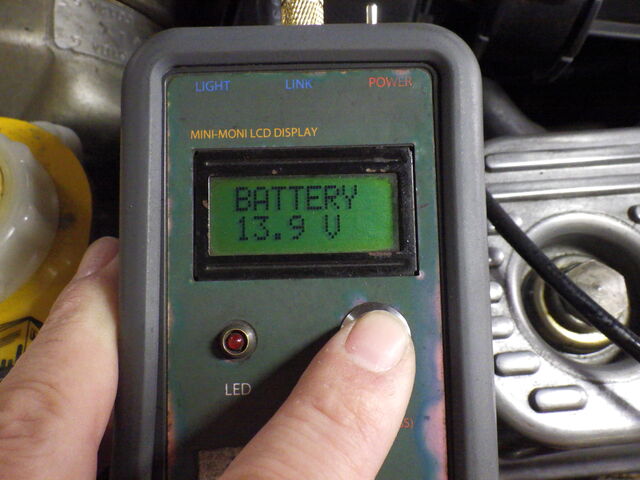 LIGHT LINK POWER
MINI-MONI LCD DISPLAY
BATTERY
13.9 V
LED